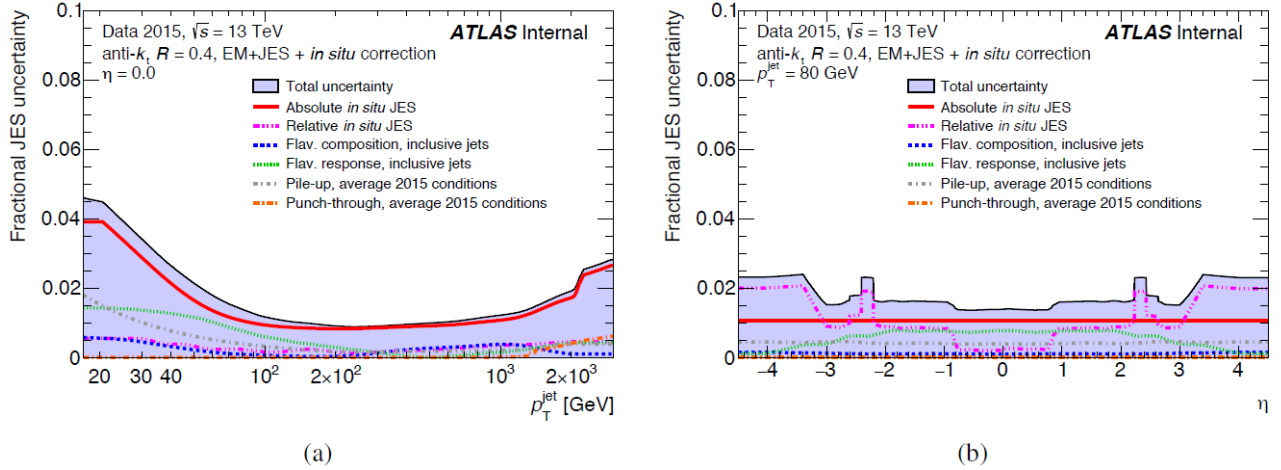 0.1
0.08
0.06
0.04
0.02
0
Fractional JES uncertainty
Data 2015, √s = 13 TeV
ATLAS Internal
anti-kt R = 0.4, EM+JES + in situ correction
η = 0.0
Total uncertainty
Absolute in situ JES
Relative in situ JES
Flav. composition, inclusive jets
Flav. response, inclusive jets
Pile-up, average 2015 conditions
Punch-through, average 2015 conditions
20 30 40 10² 2×10² 10³ 2×10³
pTjet [GeV]
(a)
0.1
0.08
0.06
0.04
0.02
0
Fractional JES uncertainty
Data 2015, √s = 13 TeV
ATLAS Internal
anti-kt R = 0.4, EM+JES + in situ correction
pTjet = 80 GeV
Total uncertainty
Absolute in situ JES
Relative in situ JES
Flav. composition, inclusive jets
Flav. response, inclusive jets
Pile-up, average 2015 conditions
Punch-through, average 2015 conditions
−4 −3 −2 −1 0 1 2 3 4
η
(b)